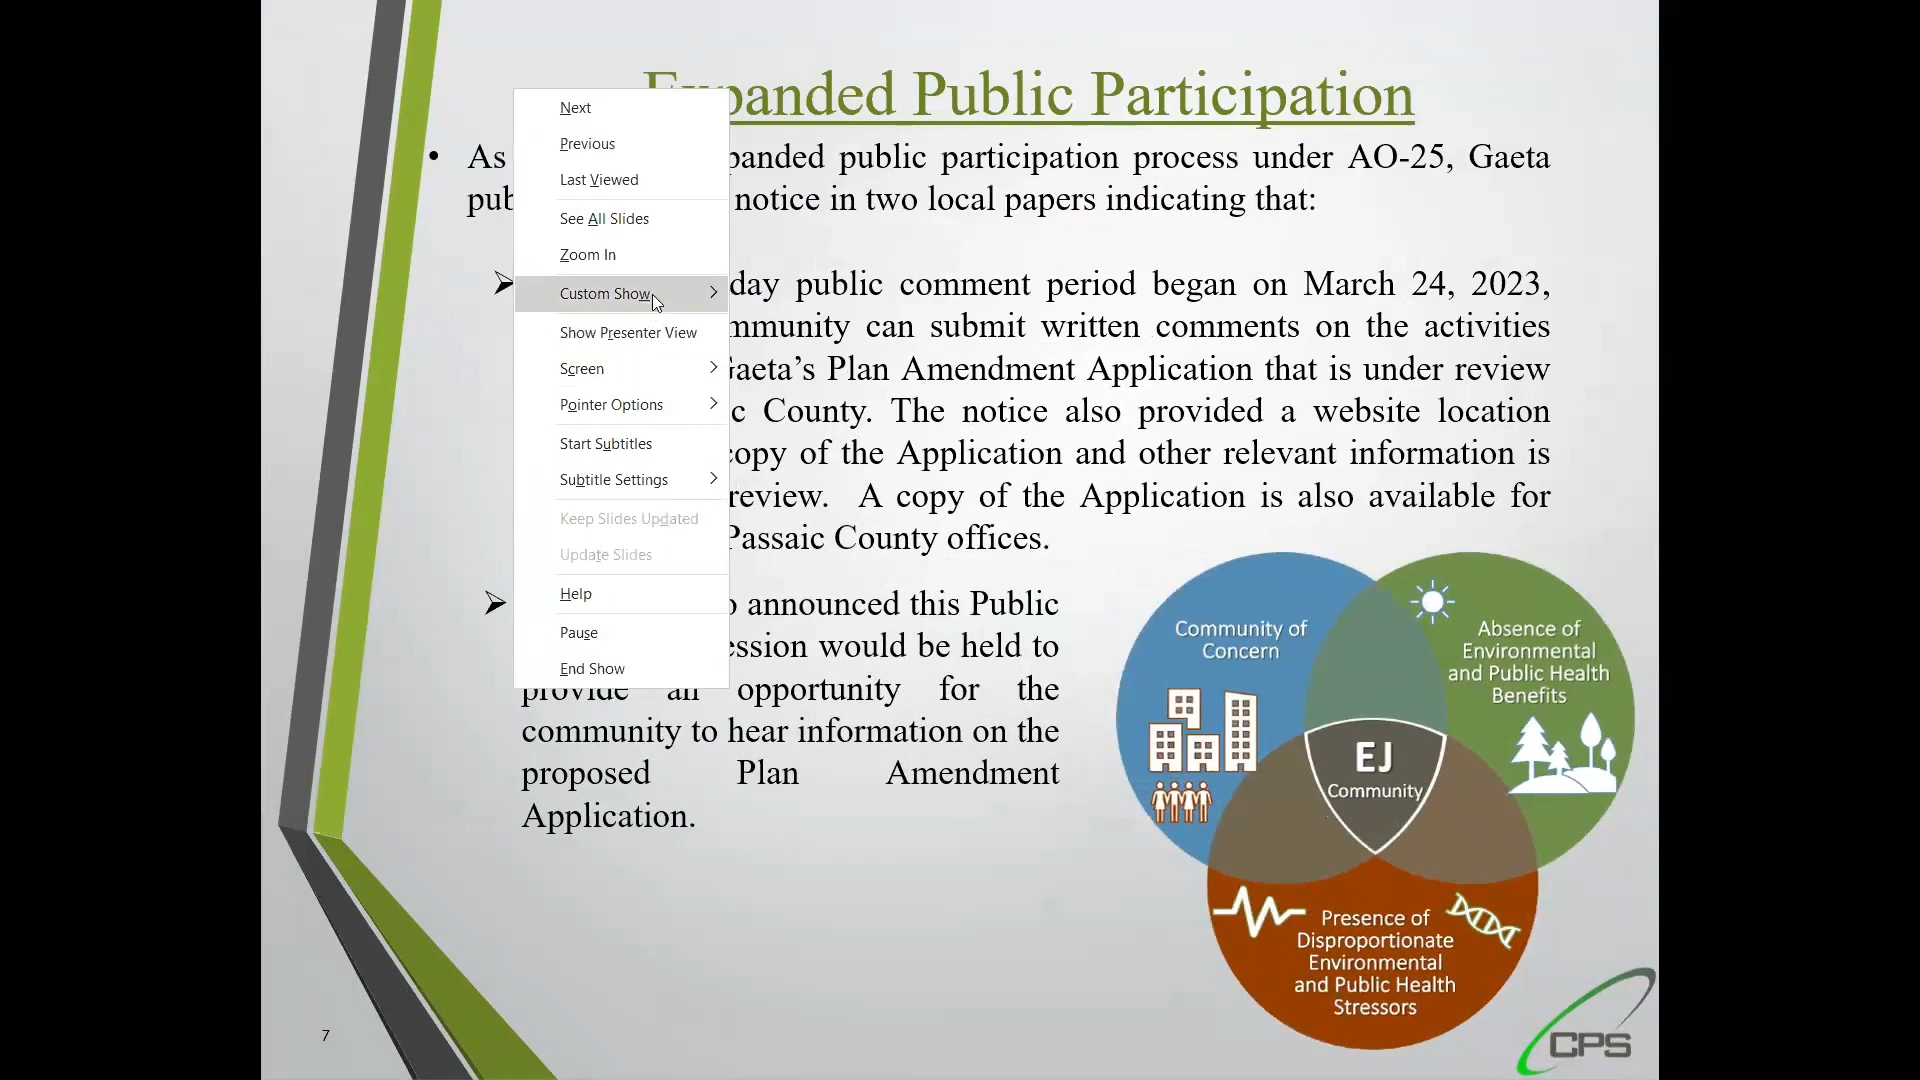 Expanded Public Participation
Next
Previous
Last Viewed
See All Slides
Zoom In
Custom Show
Show Presenter View
Screen
Pointer Options
Start Subtitles
Subtitle Settings
Keep Slides Updated
Update Slides
Help
Pause
End Show
• As panded public participation process under AO-25, Gaeta
pub notice in two local papers indicating that:
day public comment period began on March 24, 2023,
mmunity can submit written comments on the activities
Gaeta’s Plan Amendment Application that is under review
c County. The notice also provided a website location
copy of the Application and other relevant information is
review. A copy of the Application is also available for
Passaic County offices.
announced this Public
ession would be held to
provide an opportunity for the
community to hear information on the
proposed Plan Amendment
Application.
Community of
Concern
Absence of
Environmental
and Public Health
Benefits
EJ
Community
Presence of
Disproportionate
Environmental
and Public Health
Stressors
7
CPS